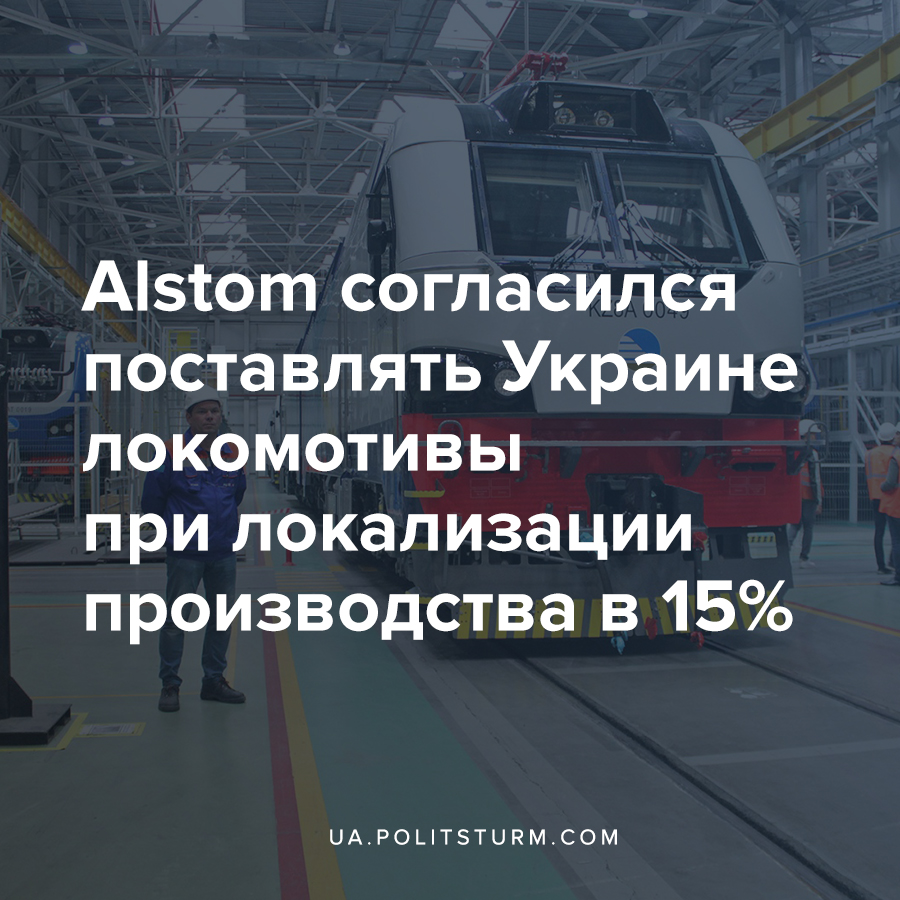 Alstom согласился
поставлять Украине
локомотивы
при локализации
производства в 15%
UA.POLITSTURM.COM